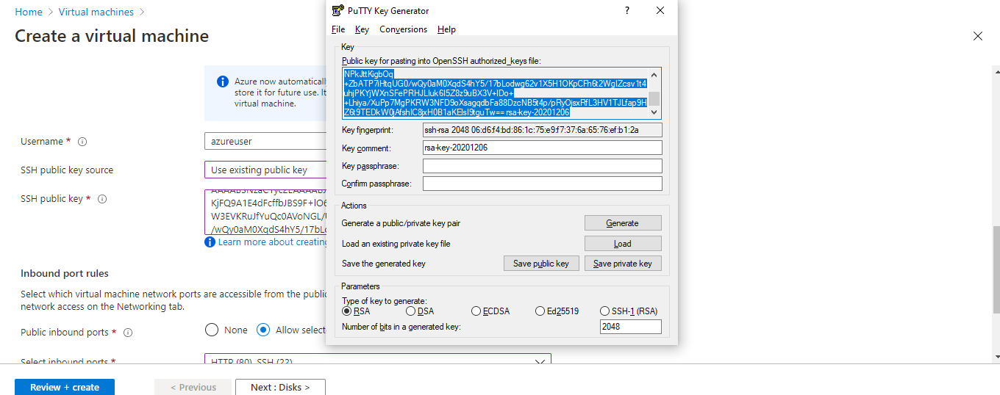 Home > Virtual machines >
Create a virtual machine
Azure now automatically
store it for future use. It
virtual machine.
Username *
azureuser
SSH public key source
Use existing public key
SSH public key *
KjFQ9A1E4dFcffbJBS9F+lO6
W3EVKRuJfYuQc0AVoNGL/U
/wQy0aM0XqdS4hY5/17bLo
Learn more about creating
Inbound port rules
Select which virtual machine network ports are accessible from the public
network access on the Networking tab.
Public inbound ports *
None
Allow select
Select inbound ports *
HTTP (80), SSH (22)
Review + create
< Previous
Next : Disks >
PuTTY Key Generator
?
File Key Conversions Help
Key
Public key for pasting into OpenSSH authorized_keys file:
NPkJttKigbOq
+ZbATP7iHtqUG0/wQy0aM0XqdS4hY5/17bLodwg62v1X5H1OKpCFh6t2WgIZcsv1t4
uhjPKYjWXnSFePRHJLIuk6I5Z8z9uBX3V+IDo+
+Lhiya/XuPp7MgPKRW3NFD9oXsagqdbFa88DzcNB5t4p/pRyOjsxRfL3HV1TJLfap9H
Z6t9TEDkW0jAfshIC8jxH0B1aKEIsI9tguTw== rsa-key-20201206
Key fingerprint:
ssh-rsa 2048 06:d6:f4:bd:86:1c:75:e9:f7:37:6a:65:76:ef:b1:2a
Key comment:
rsa-key-20201206
Key passphrase:
Confirm passphrase:
Actions
Generate a public/private key pair
Generate
Load an existing private key file
Load
Save the generated key
Save public key
Save private key
Parameters
Type of key to generate:
RSA
DSA
ECDSA
Ed25519
SSH-1 (RSA)
Number of bits in a generated key:
2048